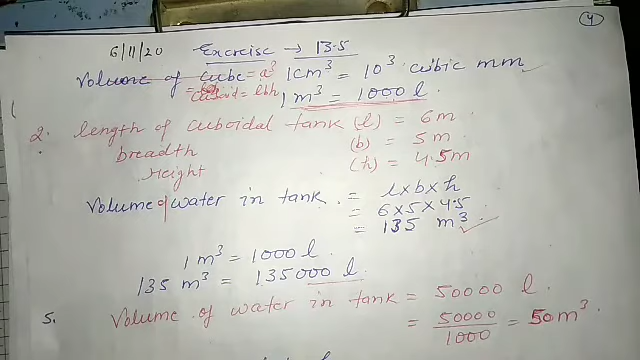 4
6/11/20 Exercise → 13.5
Volume of cube = a³ 1cm³ = 10³ cubic mm
cuboid = lbh 1 m³ = 1000 l.
2. length of cuboidal tank (l) = 6m
breadth (b) = 5m
Height (h) = 4.5m
Volume of water in tank. = l×b×h
= 6×5×4.5
= 135 m³.
1 m³ = 1000 l.
135 m³ = 135000 l.
5. Volume of water in tank = 50000 l.
= 50000/1000 = 50m³.